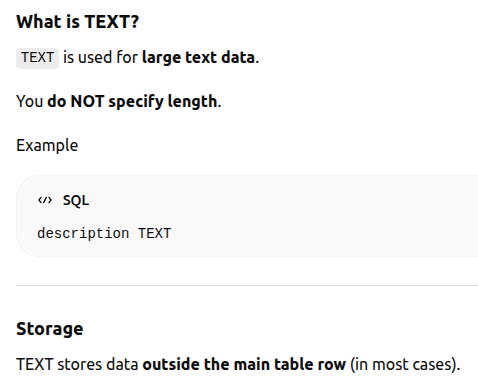 What is TEXT?
TEXT is used for large text data.
You do NOT specify length.
Example
</> SQL
description TEXT
Storage
TEXT stores data outside the main table row (in most cases).